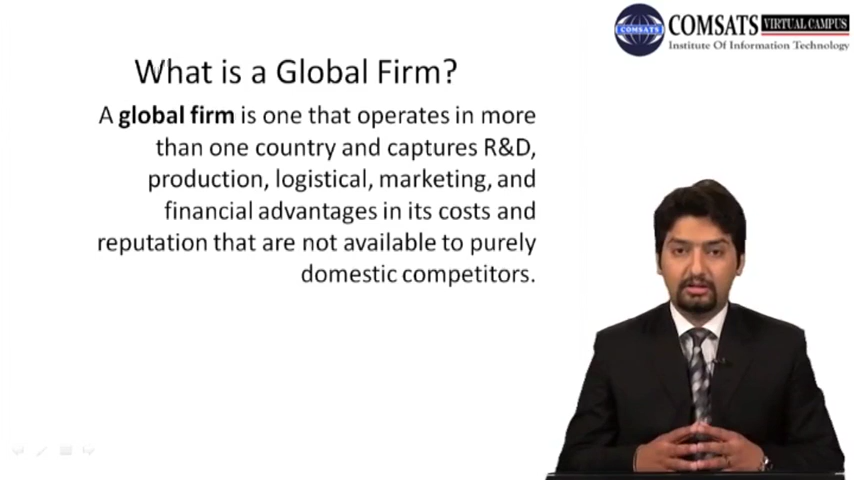 COMSATS VIRTUAL CAMPUS
Institute Of Information Technology
COMSATS
What is a Global Firm?
A global firm is one that operates in more
than one country and captures R&D,
production, logistical, marketing, and
financial advantages in its costs and
reputation that are not available to purely
domestic competitors.